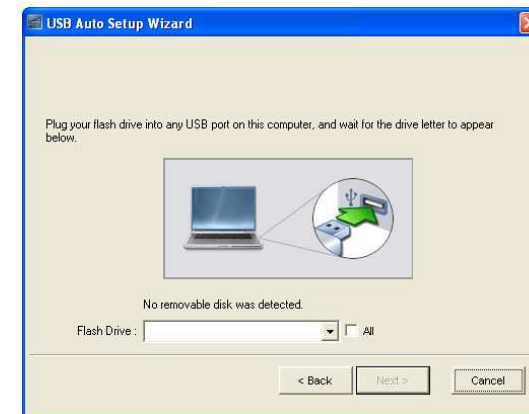 USB Auto Setup Wizard
Plug your flash drive into any USB port on this computer, and wait for the drive letter to appear
below.
No removable disk was detected.
Flash Drive :
All
< Back
Next >
Cancel